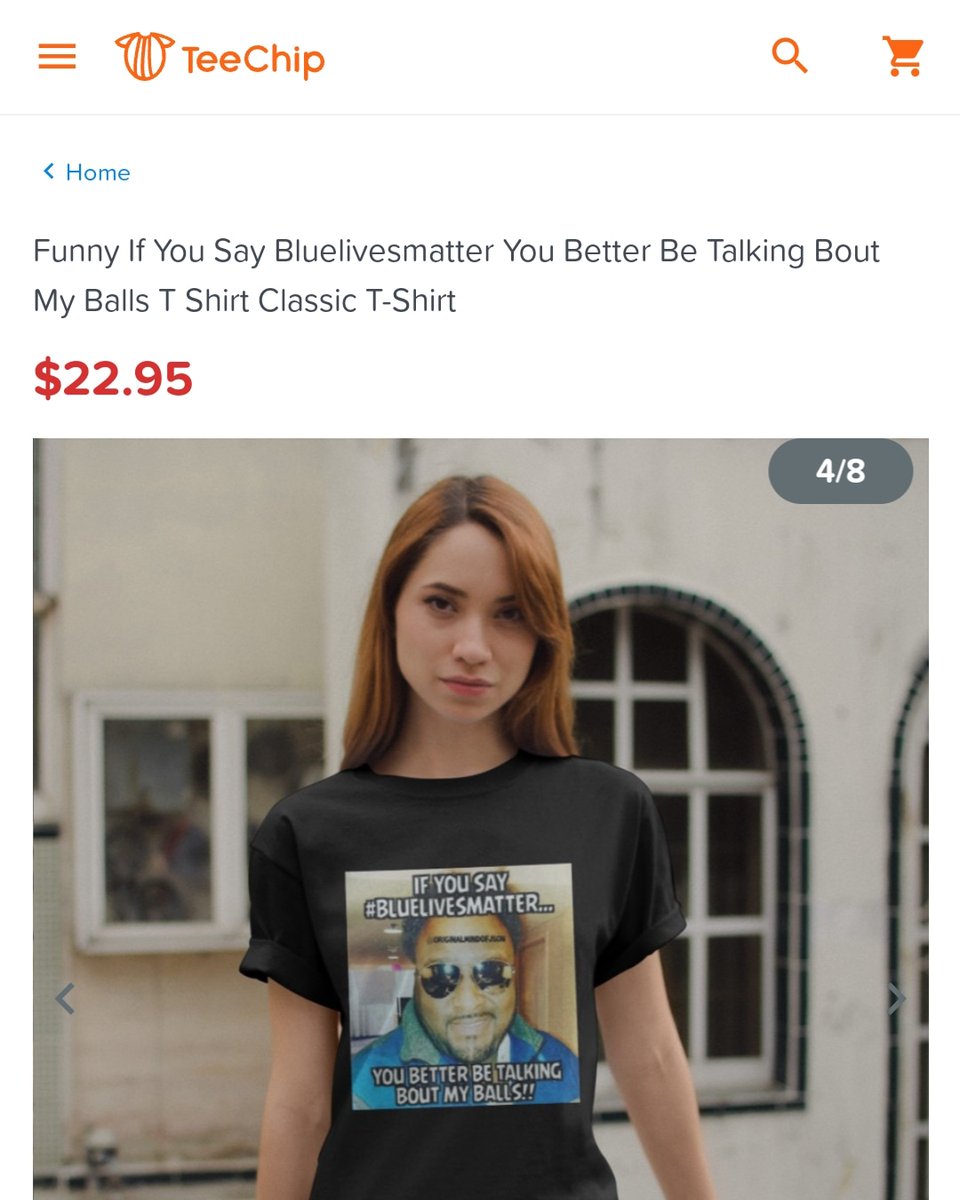 TeeChip
Home
Funny If You Say Bluelivesmatter You Better Be Talking Bout
My Balls T Shirt Classic T-Shirt
$22.95
4/8
IF YOU SAY
#BLUELIVESMATTER...
@ORIGINALMINDOFJSON
YOU BETTER BE TALKING
BOUT MY BALLS!!